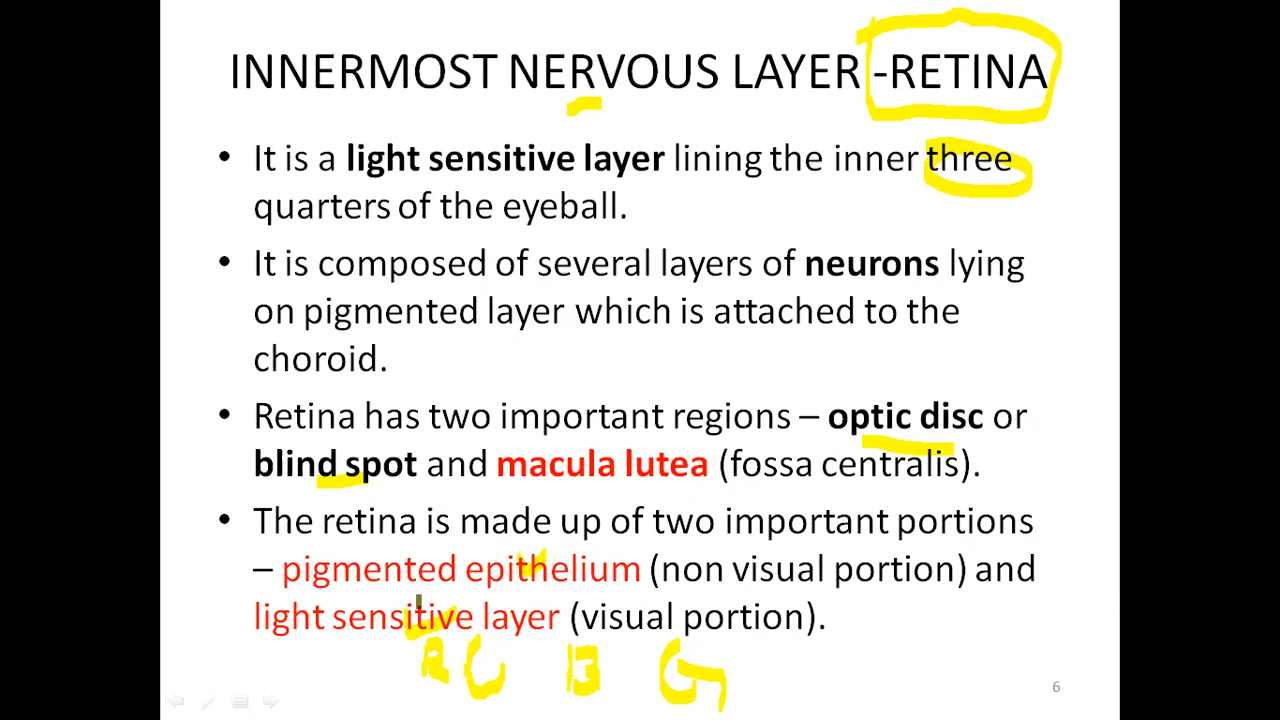 INNERMOST NERVOUS LAYER -RETINA
• It is a light sensitive layer lining the inner three
quarters of the eyeball.
• It is composed of several layers of neurons lying
on pigmented layer which is attached to the
choroid.
• Retina has two important regions – optic disc or
blind spot and macula lutea (fossa centralis).
• The retina is made up of two important portions
– pigmented epithelium (non visual portion) and
light sensitive layer (visual portion).
R C B G
6